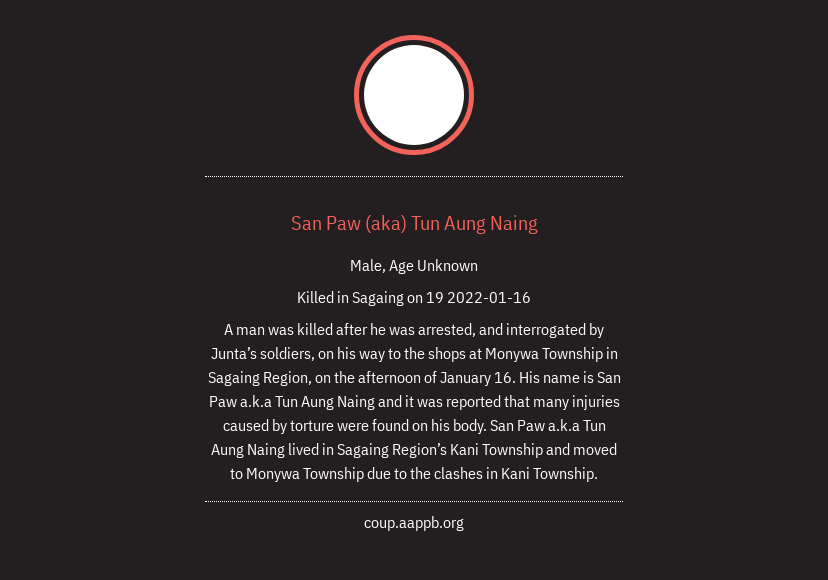 San Paw (aka) Tun Aung Naing
Male, Age Unknown
Killed in Sagaing on 19 2022-01-16
A man was killed after he was arrested, and interrogated by
Junta’s soldiers, on his way to the shops at Monywa Township in
Sagaing Region, on the afternoon of January 16. His name is San
Paw a.k.a Tun Aung Naing and it was reported that many injuries
caused by torture were found on his body. San Paw a.k.a Tun
Aung Naing lived in Sagaing Region’s Kani Township and moved
to Monywa Township due to the clashes in Kani Township.
coup.aappb.org